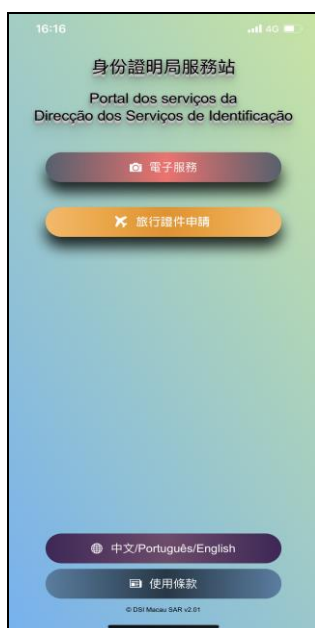 16:16
4G
身份證明局服務站
Portal dos serviços da
Direcção dos Serviços de Identificação
電子服務
旅行證件申請
中文/Português/English
使用條款
© DSI Macau SAR v2.01